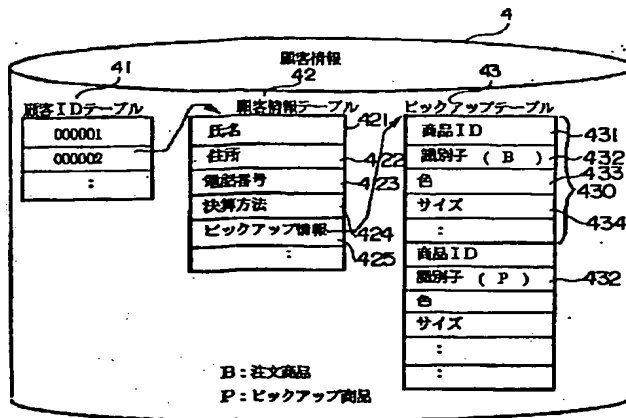 4
顧客情報
41
42
43
顧客IDテーブル
000001
000002
:
顧客情報テーブル
氏名
421
住所
422
電話番号
423
決算方法
424
ピックアップ情報
425
:
ピックアップテーブル
商品ID
431
識別子 ( B )
432
色
433
430
サイズ
434
:
商品ID
識別子 ( P )
432
色
サイズ
:
:
B:注文商品
P:ピックアップ商品